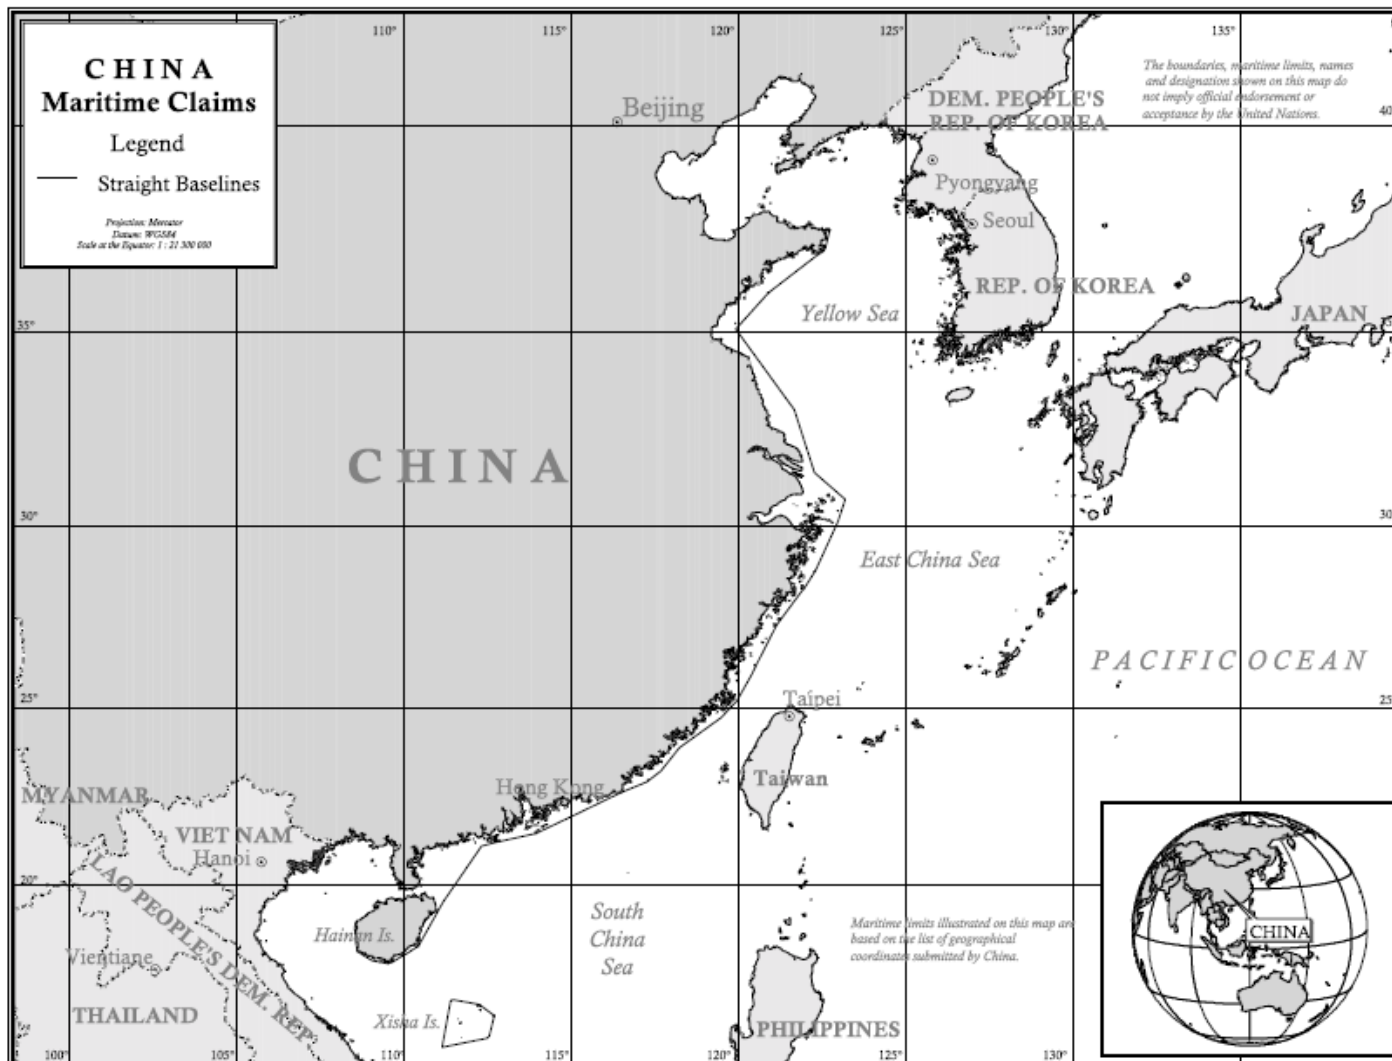 CHINA
Maritime Claims
Legend
Straight Baselines
Projection: Mercator
Datum: WGS84
Scale at the Equator: 1 : 21 300 000
110°
115°
120°
125°
130°
135°
The boundaries, maritime limits, names
and designation shown on this map do
not imply official endorsement or
acceptance by the United Nations.
Beijing
DEM. PEOPLE'S
REP. OF KOREA
40
Pyongyang
Seoul
REP. OF KOREA
Yellow Sea
JAPAN
35°
35
CHINA
30°
30
East China Sea
PACIFIC OCEAN
25°
25
Taipei
Taiwan
Hong Kong
MYANMAR
VIET NAM
Hanoi
LAO PEOPLE'S DEM. REP.
20°
Hainan Is.
South
China
Sea
Maritime limits illustrated on this map are
based on the list of geographical
coordinates submitted by China.
CHINA
Vientiane
THAILAND
Xisha Is.
PHILIPPINES
100°
105°
110°
115°
120°
125°
130°